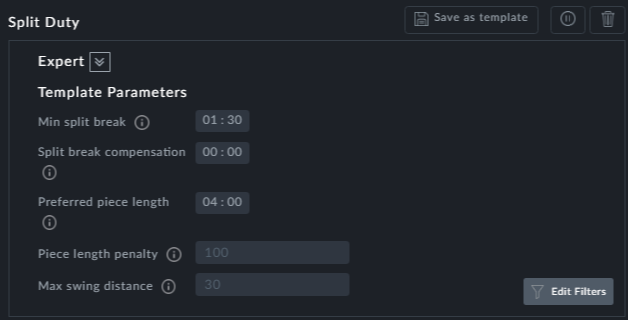 Split Duty
Save as template
Expert
Template Parameters
Min split break
01 : 30
Split break compensation
00 : 00
Preferred piece length
04 : 00
Piece length penalty
100
Max swing distance
30
Edit Filters